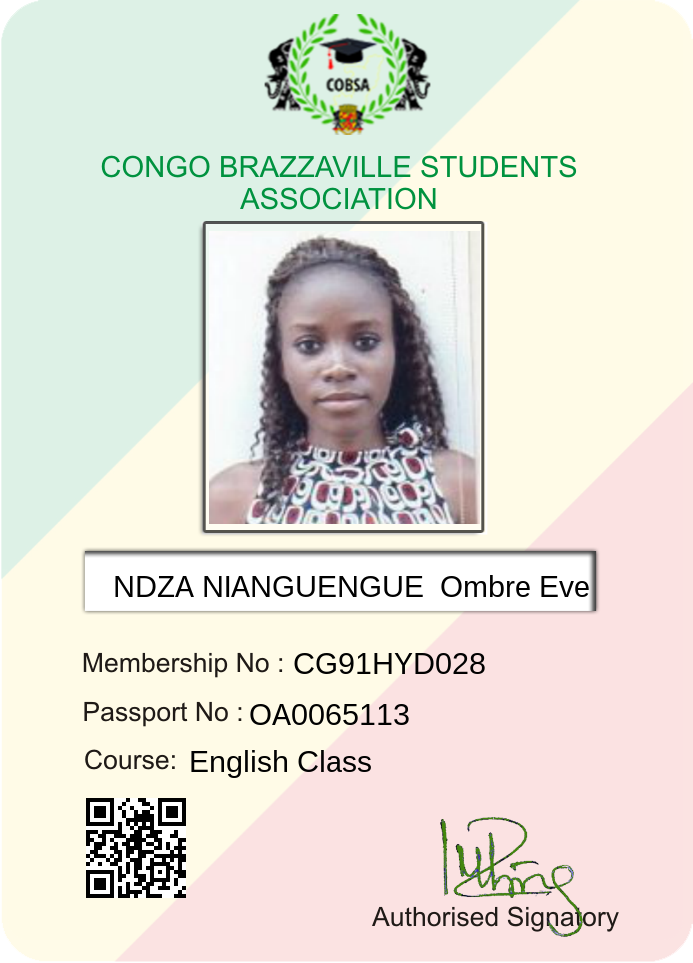 COBSA
CONGO BRAZZAVILLE STUDENTS
ASSOCIATION
NDZA NIANGUENGUE Ombre Eve
Membership No : CG91HYD028
Passport No : OA0065113
Course: English Class
Authorised Signatory